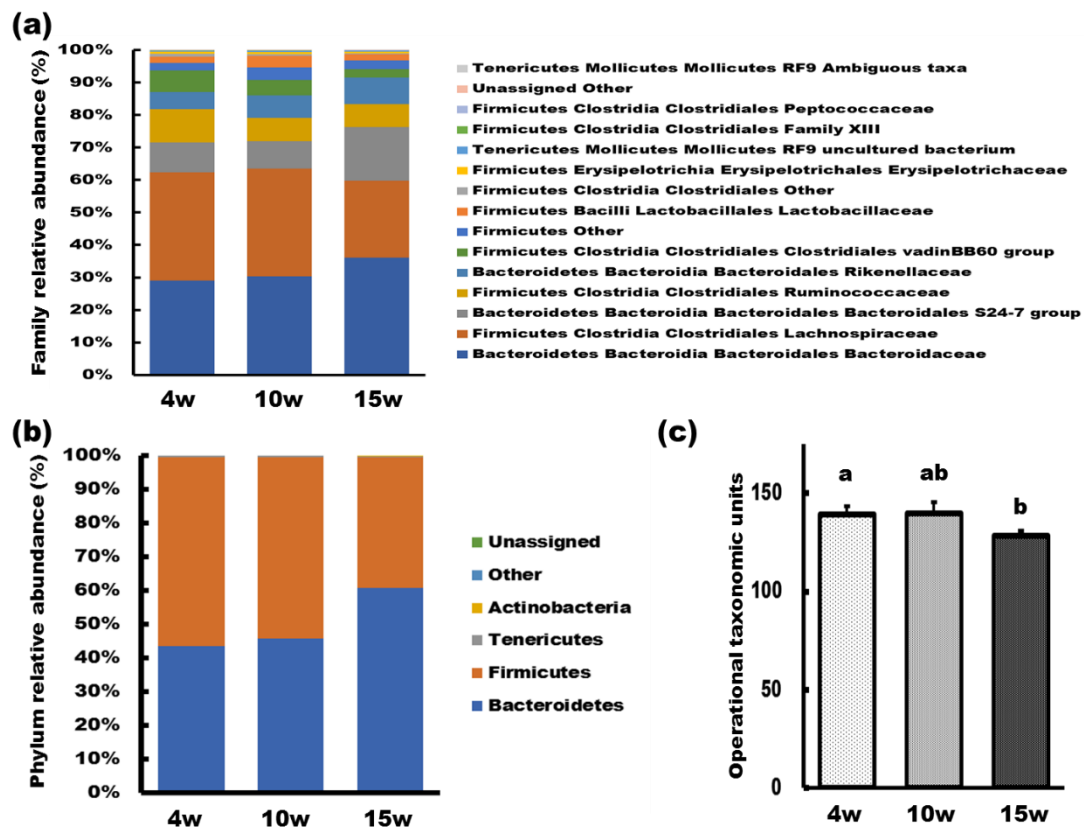 (a)
Family relative abundance (%)
100%
90%
80%
70%
60%
50%
40%
30%
20%
10%
0%
4w
10w
15w
Tenericutes Mollicutes Mollicutes RF9 Ambiguous taxa
Unassigned Other
Firmicutes Clostridia Clostridiales Peptococcaceae
Firmicutes Clostridia Clostridiales Family XIII
Tenericutes Mollicutes Mollicutes RF9 uncultured bacterium
Firmicutes Erysipelotrichia Erysipelotrichales Erysipelotrichaceae
Firmicutes Clostridia Clostridiales Other
Firmicutes Bacilli Lactobacillales Lactobacillaceae
Firmicutes Other
Firmicutes Clostridia Clostridiales Clostridiales vadinBB60 group
Bacteroidetes Bacteroidia Bacteroidales Rikenellaceae
Firmicutes Clostridia Clostridiales Ruminococcaceae
Bacteroidetes Bacteroidia Bacteroidales Bacteroidales S24-7 group
Firmicutes Clostridia Clostridiales Lachnospiraceae
Bacteroidetes Bacteroidia Bacteroidales Bacteroidaceae
(b)
Phylum relative abundance (%)
100%
90%
80%
70%
60%
50%
40%
30%
20%
10%
0%
4w
10w
15w
Unassigned
Other
Actinobacteria
Tenericutes
Firmicutes
Bacteroidetes
(c)
Operational taxonomic units
150
100
50
0
a
ab
b
4w
10w
15w